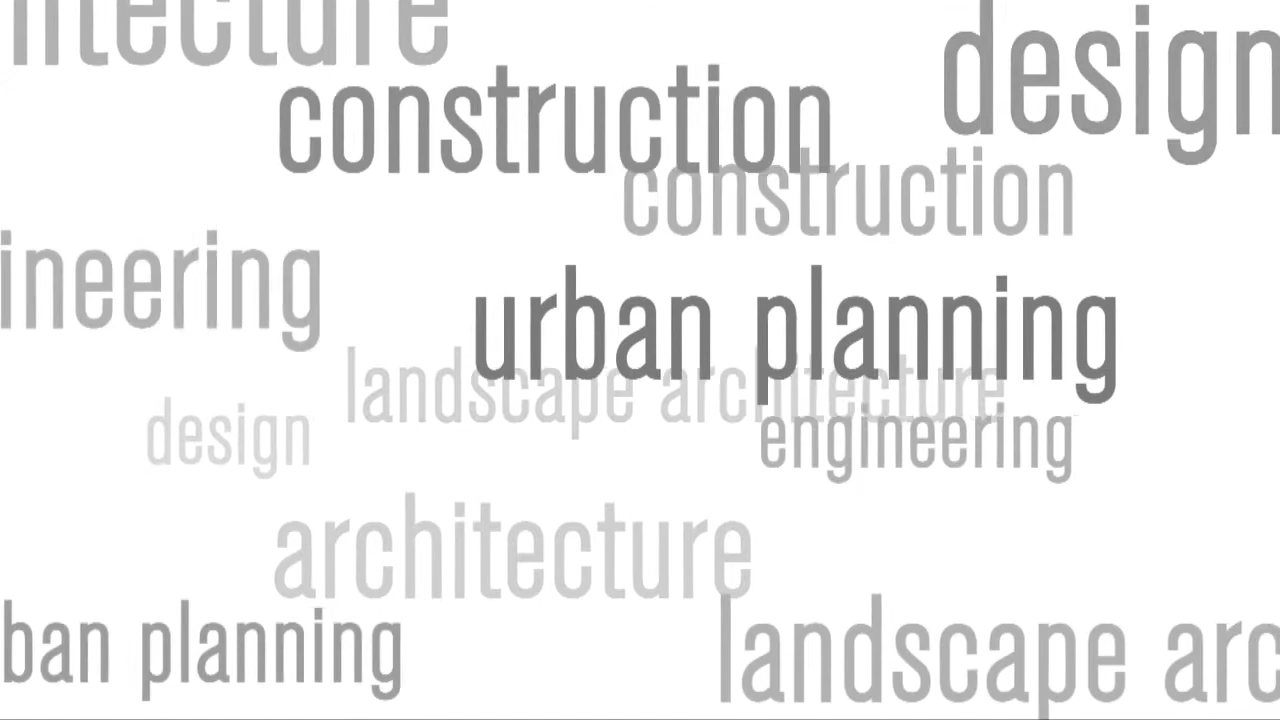 itecture
design
construction
construction
ineering
urban planning
landscape architecture
design
engineering
architecture
ban planning
landscape arc